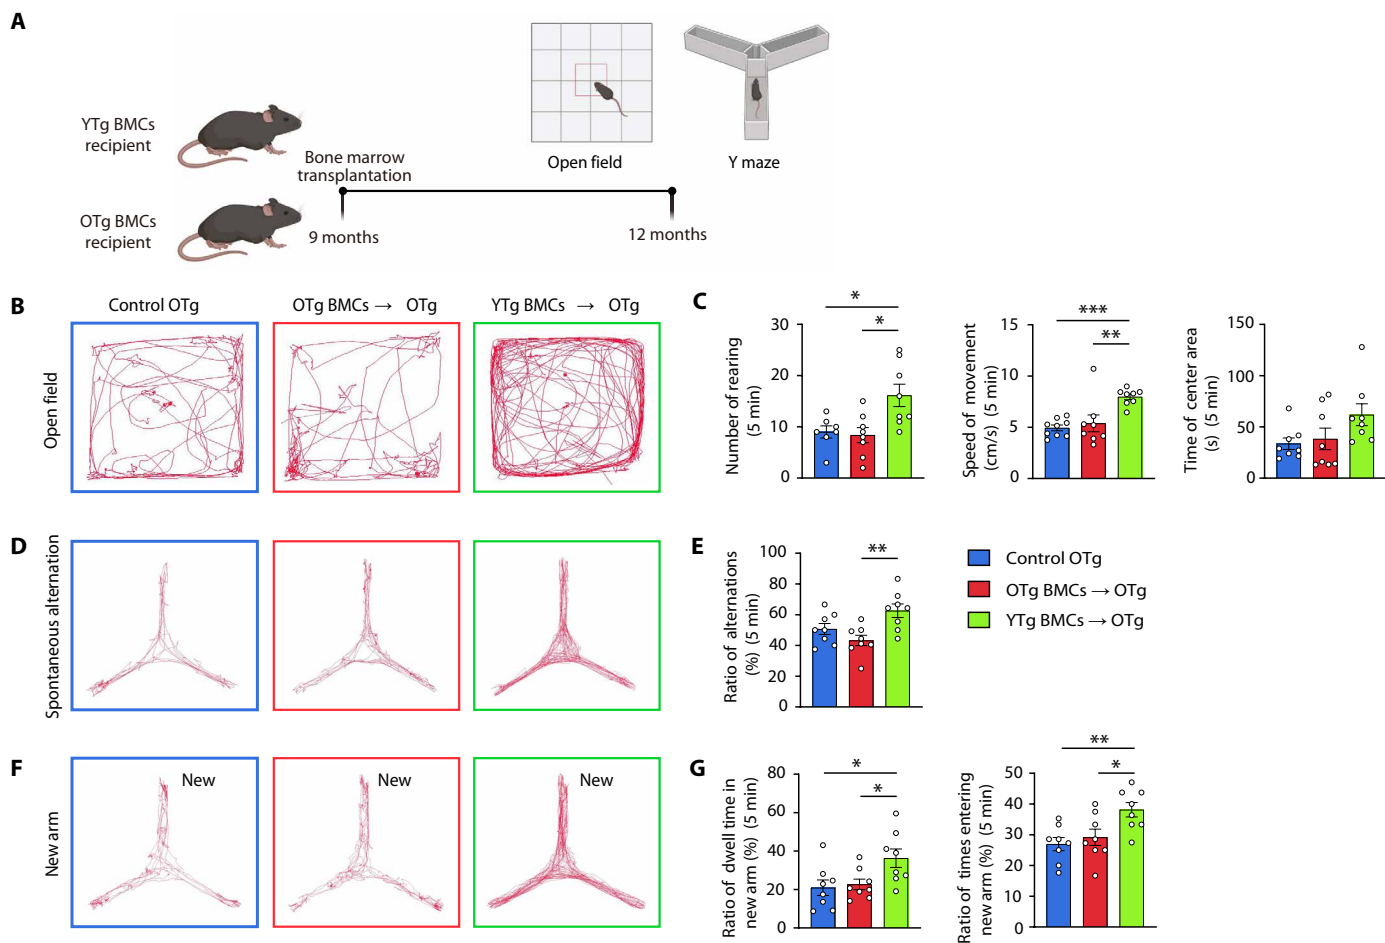 A
YTg BMCs
recipient
Bone marrow
transplantation
Open field
Y maze
OTg BMCs
recipient
9 months
12 months
B
Control OTg
OTg BMCs → OTg
YTg BMCs → OTg
Open field
C
Number of rearing
(5 min)
30
20
10
0
*
*
Speed of movement
(cm/s) (5 min)
15
10
5
0
***
**
Time of center area
(s) (5 min)
150
100
50
0
D
Spontaneous alternation
E
Ratio of alternations
(%) (5 min)
100
80
60
40
20
0
**
Control OTg
OTg BMCs → OTg
YTg BMCs → OTg
F
New arm
New
New
New
G
Ratio of dwell time in
new arm (%) (5 min)
80
60
40
20
0
*
*
Ratio of times entering
new arm (%) (5 min)
50
40
30
20
10
0
**
*